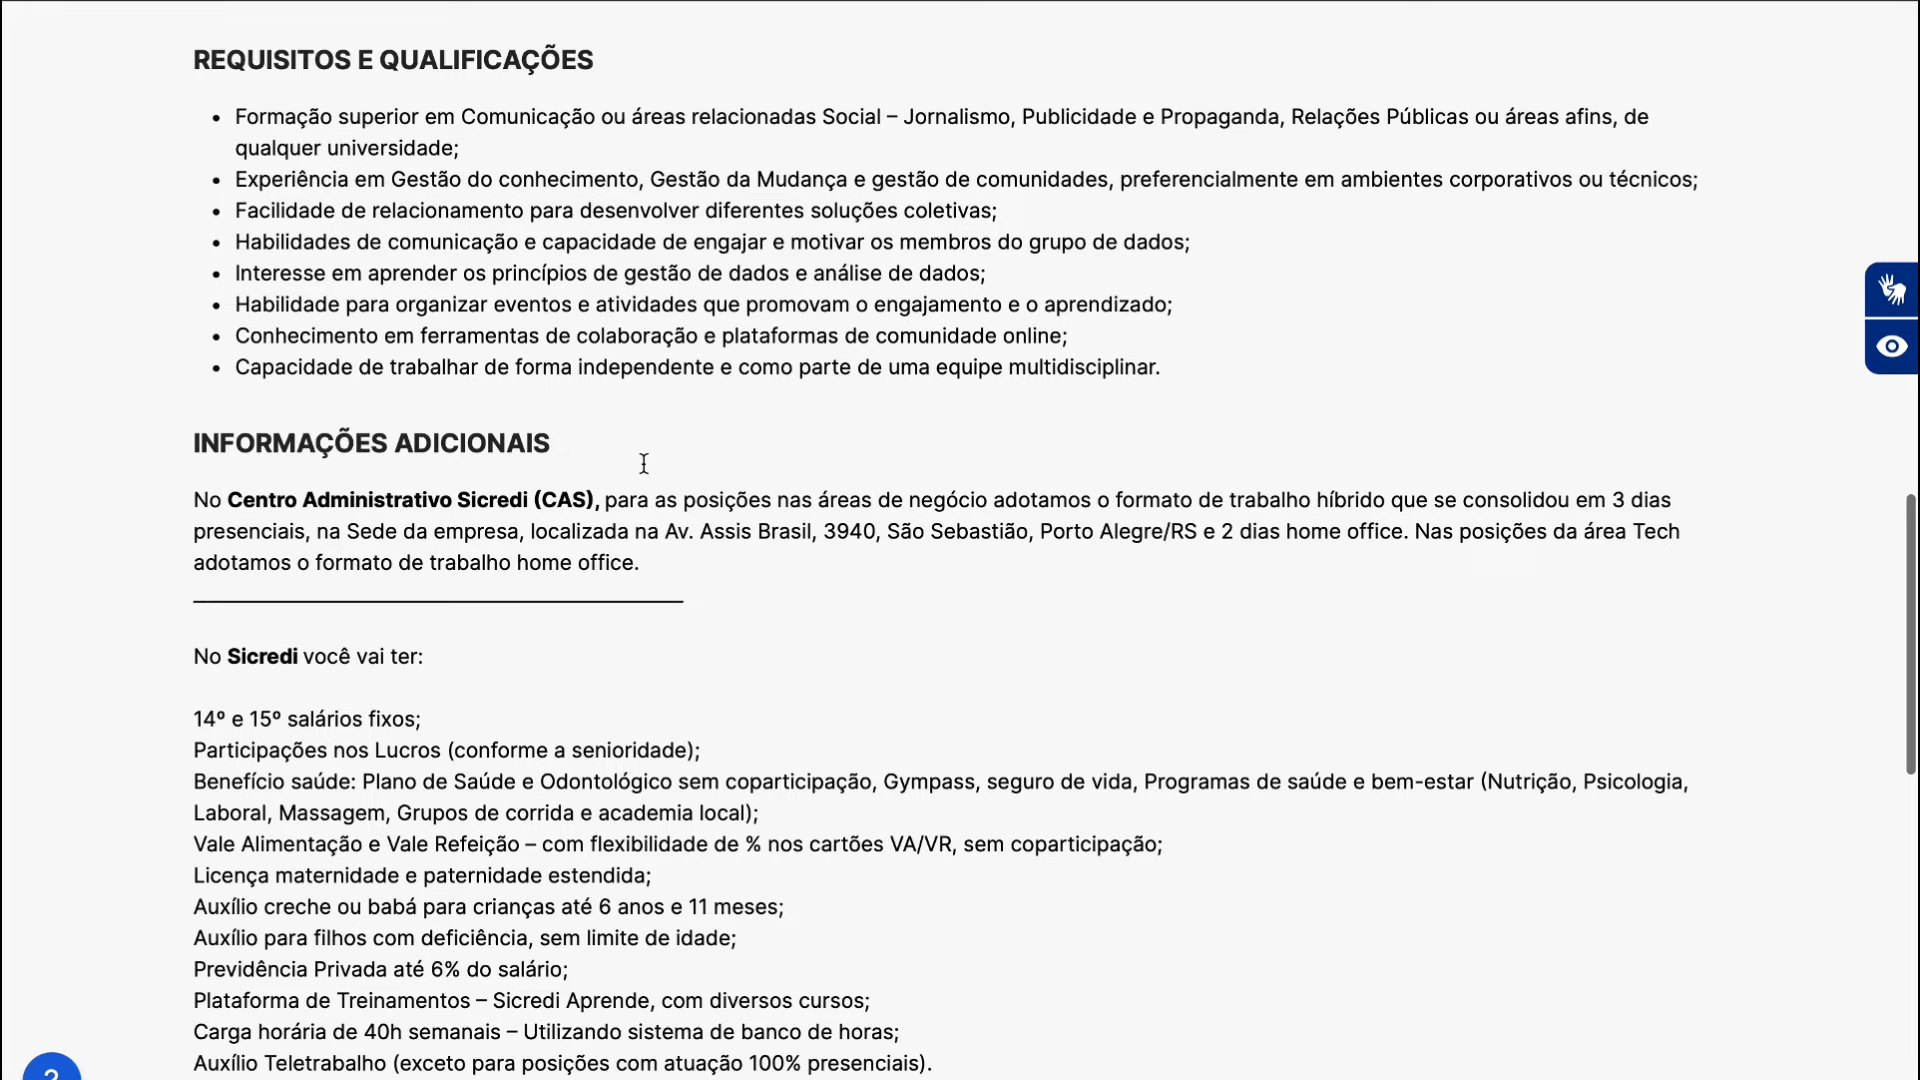 REQUISITOS E QUALIFICAÇÕES
• Formação superior em Comunicação ou áreas relacionadas Social – Jornalismo, Publicidade e Propaganda, Relações Públicas ou áreas afins, de
qualquer universidade;
• Experiência em Gestão do conhecimento, Gestão da Mudança e gestão de comunidades, preferencialmente em ambientes corporativos ou técnicos;
• Facilidade de relacionamento para desenvolver diferentes soluções coletivas;
• Habilidades de comunicação e capacidade de engajar e motivar os membros do grupo de dados;
• Interesse em aprender os princípios de gestão de dados e análise de dados;
• Habilidade para organizar eventos e atividades que promovam o engajamento e o aprendizado;
• Conhecimento em ferramentas de colaboração e plataformas de comunidade online;
• Capacidade de trabalhar de forma independente e como parte de uma equipe multidisciplinar.
INFORMAÇÕES ADICIONAIS
No Centro Administrativo Sicredi (CAS), para as posições nas áreas de negócio adotamos o formato de trabalho híbrido que se consolidou em 3 dias
presenciais, na Sede da empresa, localizada na Av. Assis Brasil, 3940, São Sebastião, Porto Alegre/RS e 2 dias home office. Nas posições da área Tech
adotamos o formato de trabalho home office.
No Sicredi você vai ter:
14º e 15º salários fixos;
Participações nos Lucros (conforme a senioridade);
Benefício saúde: Plano de Saúde e Odontológico sem coparticipação, Gympass, seguro de vida, Programas de saúde e bem-estar (Nutrição, Psicologia,
Laboral, Massagem, Grupos de corrida e academia local);
Vale Alimentação e Vale Refeição – com flexibilidade de % nos cartões VA/VR, sem coparticipação;
Licença maternidade e paternidade estendida;
Auxílio creche ou babá para crianças até 6 anos e 11 meses;
Auxílio para filhos com deficiência, sem limite de idade;
Previdência Privada até 6% do salário;
Plataforma de Treinamentos – Sicredi Aprende, com diversos cursos;
Carga horária de 40h semanais – Utilizando sistema de banco de horas;
Auxílio Teletrabalho (exceto para posições com atuação 100% presenciais).